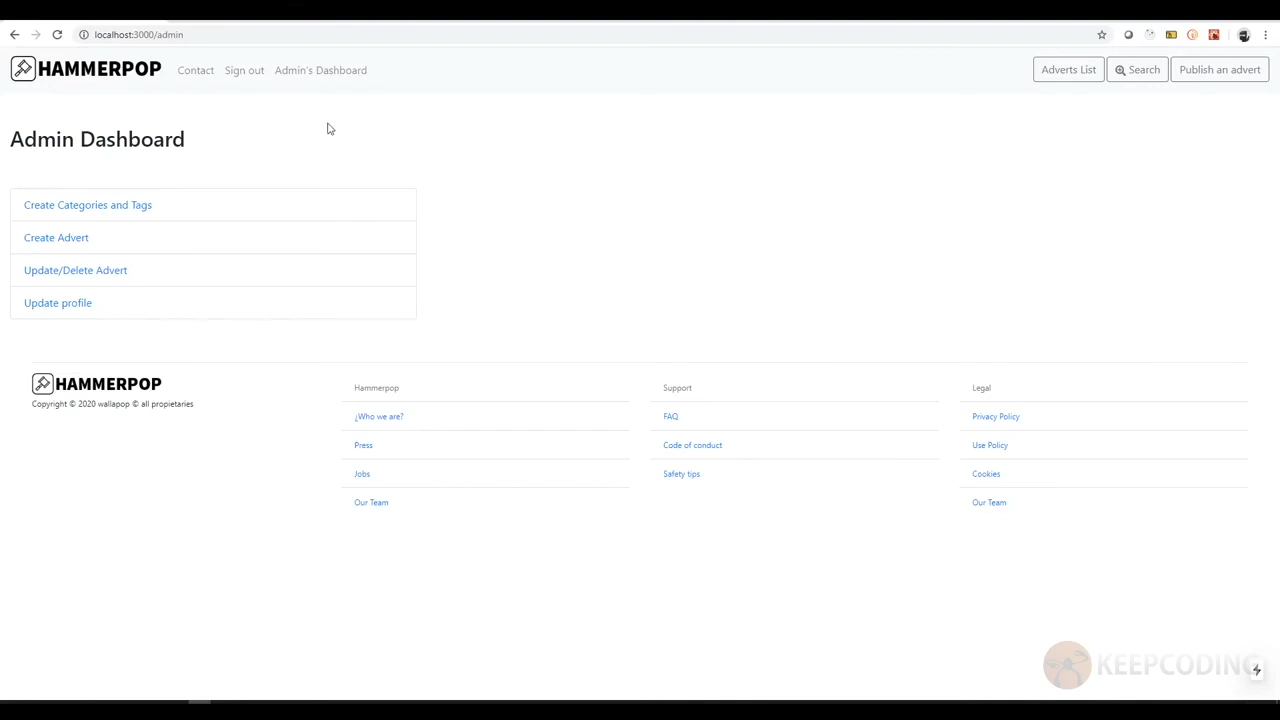 localhost:3000/admin
HAMMERPOP Contact Sign out Admin's Dashboard Adverts List Search Publish an advert
Admin Dashboard
Create Categories and Tags
Create Advert
Update/Delete Advert
Update profile
HAMMERPOP
Copyright © 2020 wallapop © all propietaries
Hammerpop
¿Who we are?
Press
Jobs
Our Team
Support
FAQ
Code of conduct
Safety tips
Legal
Privacy Policy
Use Policy
Cookies
Our Team
KEEPCODING